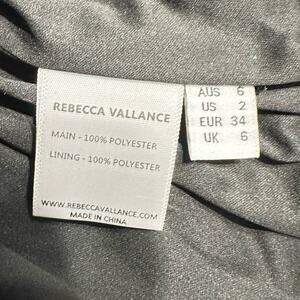 REBECCA VALLANCE
MAIN - 100% POLYESTER
LINING - 100% POLYESTER
WWW.REBECCAVALLANCE.COM
MADE IN CHINA
AUS 6
US 2
EUR 34
UK 6